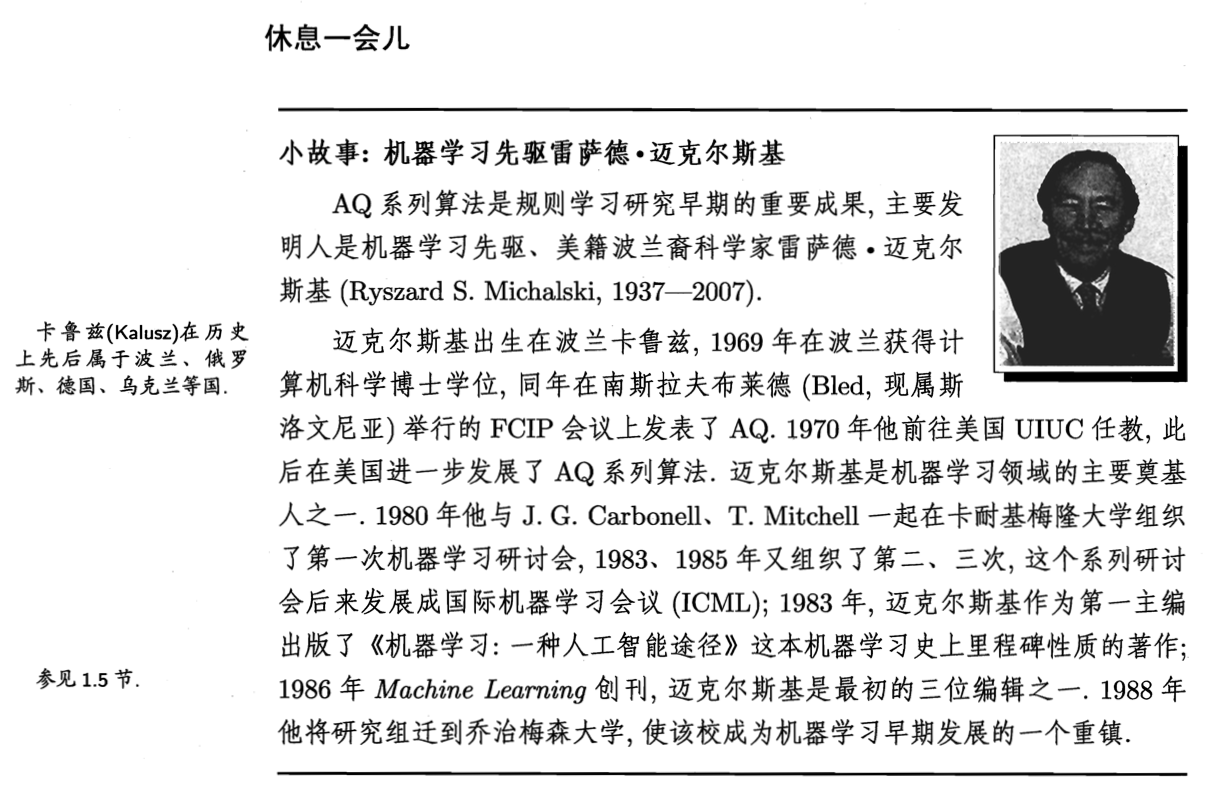 休息一会儿
小故事: 机器学习先驱雷萨德·迈克尔斯基
AQ 系列算法是规则学习研究早期的重要成果, 主要发
明人是机器学习先驱、美籍波兰裔科学家雷萨德·迈克尔
斯基 (Ryszard S. Michalski, 1937—2007).
卡鲁兹(Kalusz)在历史
上先后属于波兰、俄罗
斯、德国、乌克兰等国.
迈克尔斯基出生在波兰卡鲁兹, 1969 年在波兰获得计
算机科学博士学位, 同年在南斯拉夫布莱德 (Bled, 现属斯
洛文尼亚) 举行的 FCIP 会议上发表了 AQ. 1970 年他前往美国 UIUC 任教, 此
后在美国进一步发展了 AQ 系列算法. 迈克尔斯基是机器学习领域的主要奠基
人之一. 1980 年他与 J. G. Carbonell、T. Mitchell 一起在卡耐基梅隆大学组织
了第一次机器学习研讨会, 1983、1985 年又组织了第二、三次, 这个系列研讨
会后来发展成国际机器学习会议 (ICML); 1983 年, 迈克尔斯基作为第一主编
出版了《机器学习: 一种人工智能途径》这本机器学习史上里程碑性质的著作;
参见 1.5 节.
1986 年 Machine Learning 创刊, 迈克尔斯基是最初的三位编辑之一. 1988 年
他将研究组迁到乔治梅森大学, 使该校成为机器学习早期发展的一个重镇.